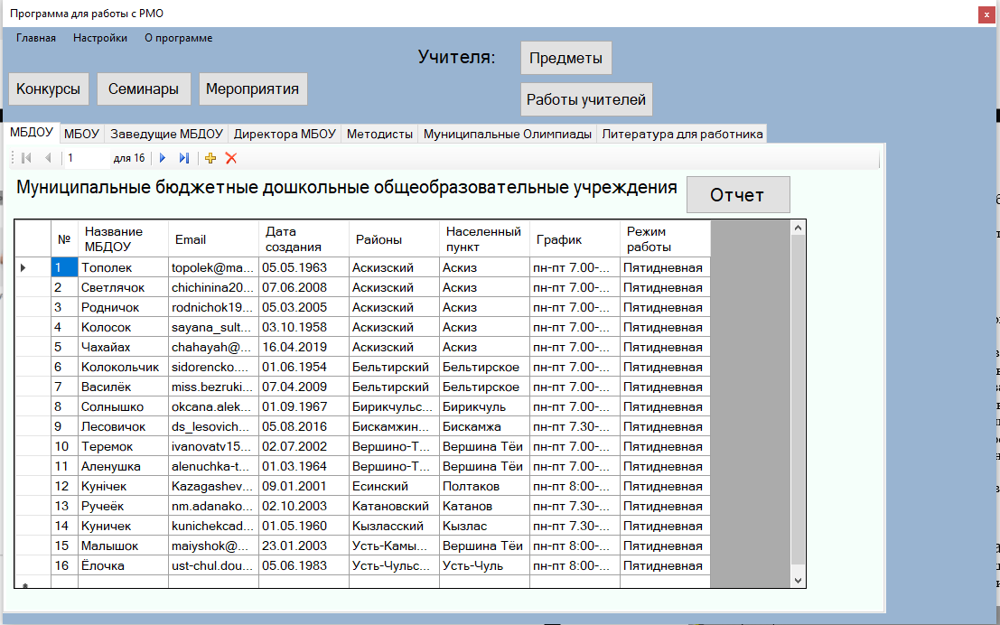 Программа для работы с РМО
x
Главная Настройки О программе
Учителя: Предметы
Конкурсы Семинары Мероприятия
Работы учителей
МБДОУ МБОУ Заведущие МБДОУ Директора МБОУ Методисты Муниципальные Олимпиады Литература для работника
1 для 16
Муниципальные бюджетные дошкольные общеобразовательные учреждения
Отчет
№ Название МБДОУ Email Дата создания Районы Населенный пункт График Режим работы
1 Тополек topolek@ma... 05.05.1963 Аскизский Аскиз пн-пт 7.00-... Пятидневная
2 Светлячок chichinina20... 07.06.2008 Аскизский Аскиз пн-пт 7.00-... Пятидневная
3 Родничок rodnichok19... 05.03.2005 Аскизский Аскиз пн-пт 7.00-... Пятидневная
4 Колосок sayana_sult... 03.10.1958 Аскизский Аскиз пн-пт 7.00-... Пятидневная
5 Чахайах chahayah@... 16.04.2019 Аскизский Аскиз пн-пт 7.00-... Пятидневная
6 Колокольчик sidorencko.... 01.06.1954 Бельтирский Бельтирское пн-пт 7.00-... Пятидневная
7 Василёк miss.bezruki... 07.04.2009 Бельтирский Бельтирское пн-пт 7.00-... Пятидневная
8 Солнышко okcana.alek... 01.09.1967 Бирикчульс... Бирикчуль пн-пт 7.00-... Пятидневная
9 Лесовичок ds_lesovich... 05.08.2016 Бискамжин... Бискамжа пн-пт 7.30-... Пятидневная
10 Теремок ivanovatv15... 02.07.2002 Вершино-Т... Вершина Тёи пн-пт 7.00-... Пятидневная
11 Аленушка alenuchka-t... 01.03.1964 Вершино-Т... Вершина Тёи пн-пт 7.00-... Пятидневная
12 Кунiчек Kazagashev... 09.01.2001 Есинский Полтаков пн-пт 8:00-... Пятидневная
13 Ручеёк nm.adanako... 02.10.2003 Катановский Катанов пн-пт 7.30-... Пятидневная
14 Куничек kunichekcad... 01.05.1960 Кызласский Кызлас пн-пт 7.30-... Пятидневная
15 Малышок maiyshok@... 23.01.2003 Усть-Камы... Вершина Тёи пн-пт 8:00-... Пятидневная
16 Ёлочка ust-chul.dou... 05.06.1983 Усть-Чульс... Усть-Чуль пн-пт 8:00-... Пятидневная